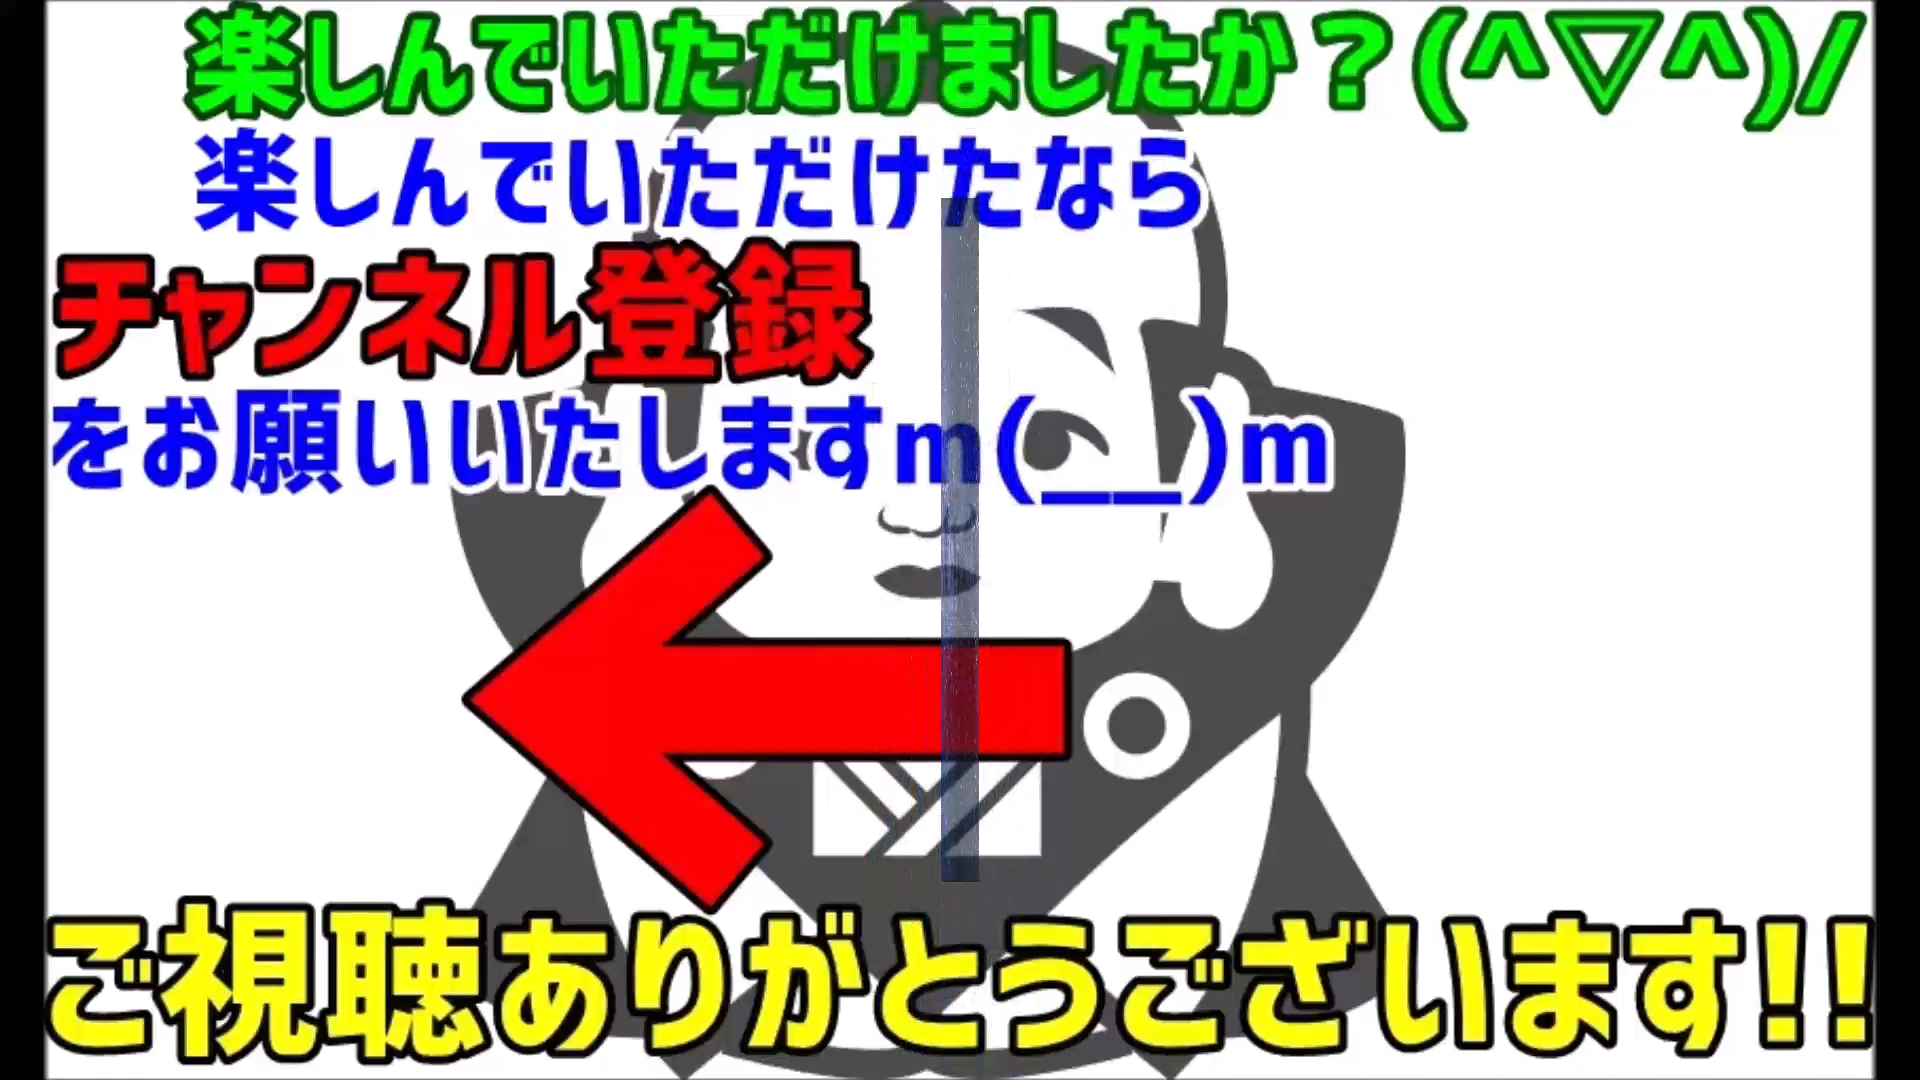 楽しんでいただけましたか？(^▽^)/
楽しんでいただけたなら
チャンネル登録
をお願いいたしますm(__)m
ご視聴ありがとうございます!!